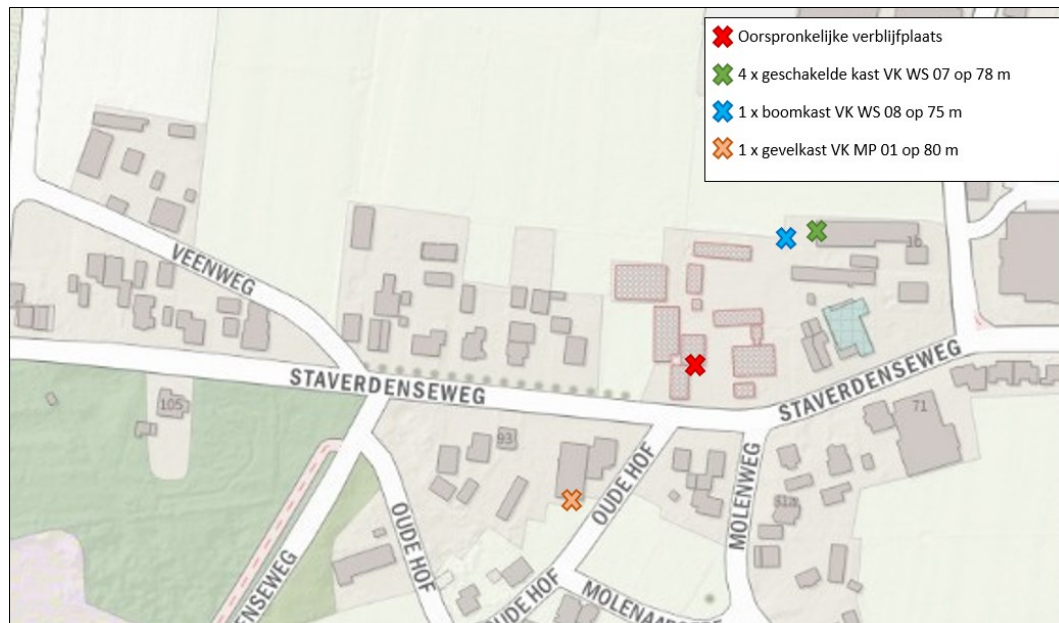 Oorspronkelijke verblijfplaats
4 x geschakelde kast VK WS 07 op 78 m
1 x boomkast VK WS 08 op 75 m
1 x gevelkast VK MP 01 op 80 m
VEENWEG
16
STAVERDENSEWEG
STAVERDENSEWEG
105
71
93
OUDE HOF
OUDE HOF
MOLENWEG
ENSEWEG
OUDE HOF